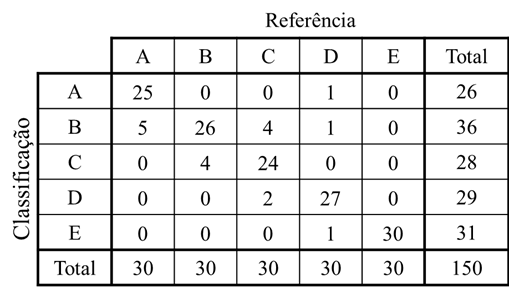 Referência
A B C D E Total
Classificação
A 25 0 0 1 0 26
B 5 26 4 1 0 36
C 0 4 24 0 0 28
D 0 0 2 27 0 29
E 0 0 0 1 30 31
Total 30 30 30 30 30 150